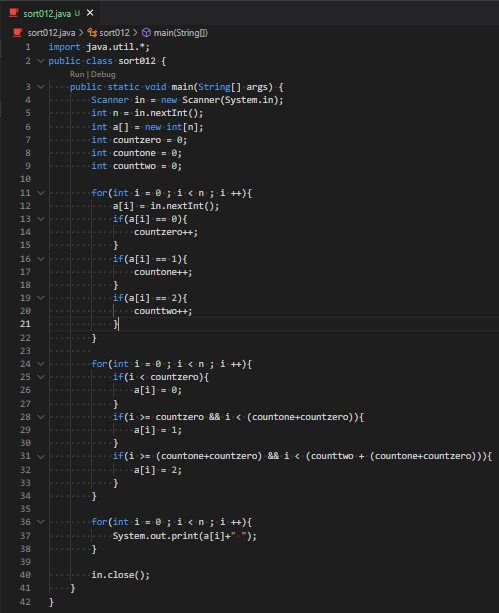 sort012.java U ×
sort012.java > sort012 > main(String[])
1 import java.util.*;
2 public class sort012 {
Run | Debug
3 public static void main(String[] args) {
4 Scanner in = new Scanner(System.in);
5 int n = in.nextInt();
6 int a[] = new int[n];
7 int countzero = 0;
8 int countone = 0;
9 int counttwo = 0;
10
11 for(int i = 0 ; i < n ; i ++){
12 a[i] = in.nextInt();
13 if(a[i] == 0){
14 countzero++;
15 }
16 if(a[i] == 1){
17 countone++;
18 }
19 if(a[i] == 2){
20 counttwo++;
21 }
22 }
23
24 for(int i = 0 ; i < n ; i ++){
25 if(i < countzero){
26 a[i] = 0;
27 }
28 if(i >= countzero && i < (countone+countzero)){
29 a[i] = 1;
30 }
31 if(i >= (countone+countzero) && i < (counttwo + (countone+countzero))){
32 a[i] = 2;
33 }
34 }
35
36 for(int i = 0 ; i < n ; i ++){
37 System.out.print(a[i]+" ");
38 }
39
40 in.close();
41 }
42 }